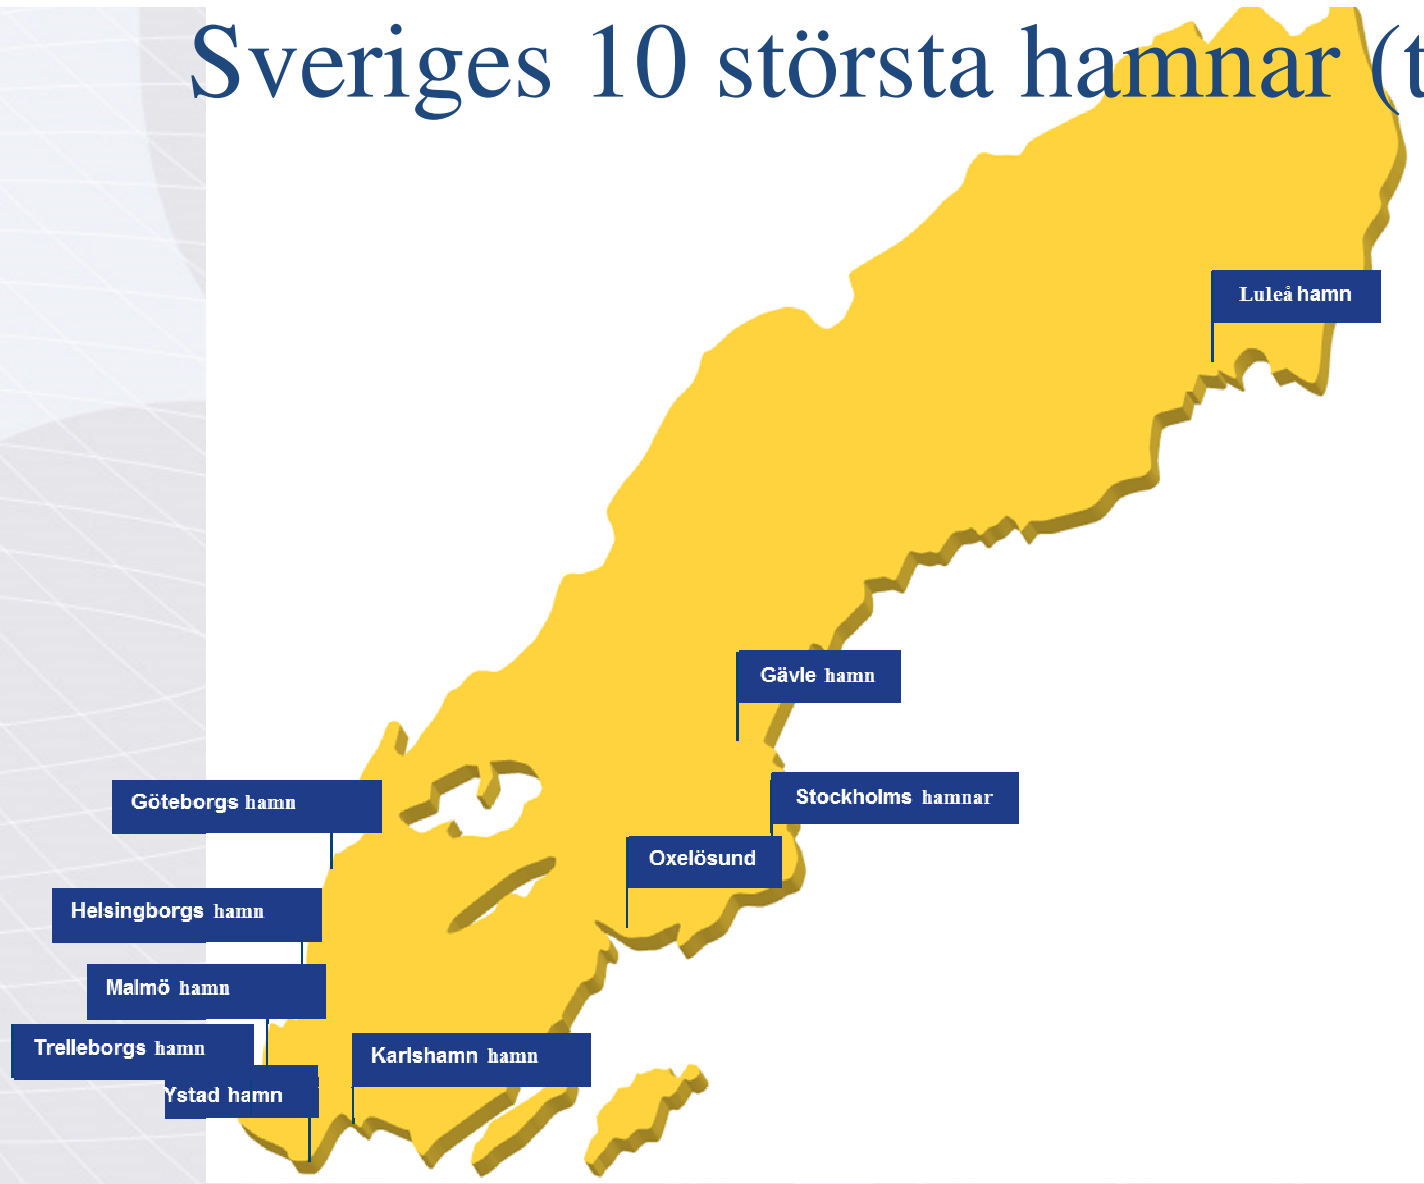 Sveriges 10 största hamnar (t
Luleå hamn
Gävle hamn
Stockholms hamnar
Göteborgs hamn
Oxelösund
Helsingborgs hamn
Malmö hamn
Trelleborgs hamn
Karlshamn hamn
Ystad hamn